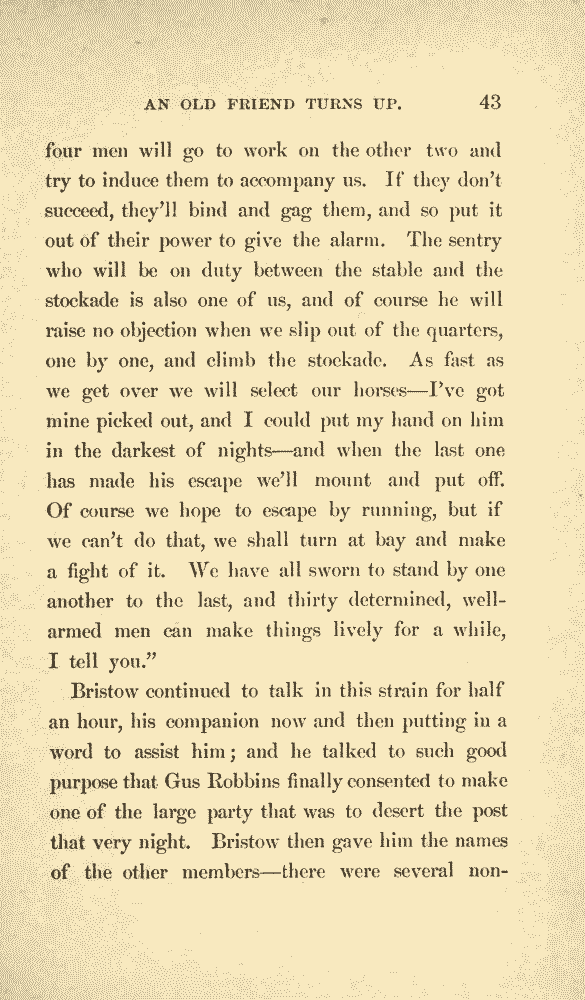 AN OLD FRIEND TURNS UP. 43
four men will go to work on the other two and
try to induce them to accompany us. If they don't
succeed, they'll bind and gag them, and so put it
out of their power to give the alarm. The sentry
who will be on duty between the stable and the
stockade is also one of us, and of course he will
raise no objection when we slip out of the quarters,
one by one, and climb the stockade. As fast as
we get over we will select our horses—I've got
mine picked out, and I could put my hand on him
in the darkest of nights—and when the last one
has made his escape we'll mount and put off.
Of course we hope to escape by running, but if
we can't do that, we shall turn at bay and make
a fight of it. We have all sworn to stand by one
another to the last, and thirty determined, well-
armed men can make things lively for a while,
I tell you."
Bristow continued to talk in this strain for half
an hour, his companion now and then putting in a
word to assist him; and he talked to such good
purpose that Gus Robbins finally consented to make
one of the large party that was to desert the post
that very night. Bristow then gave him the names
of the other members—there were several non-